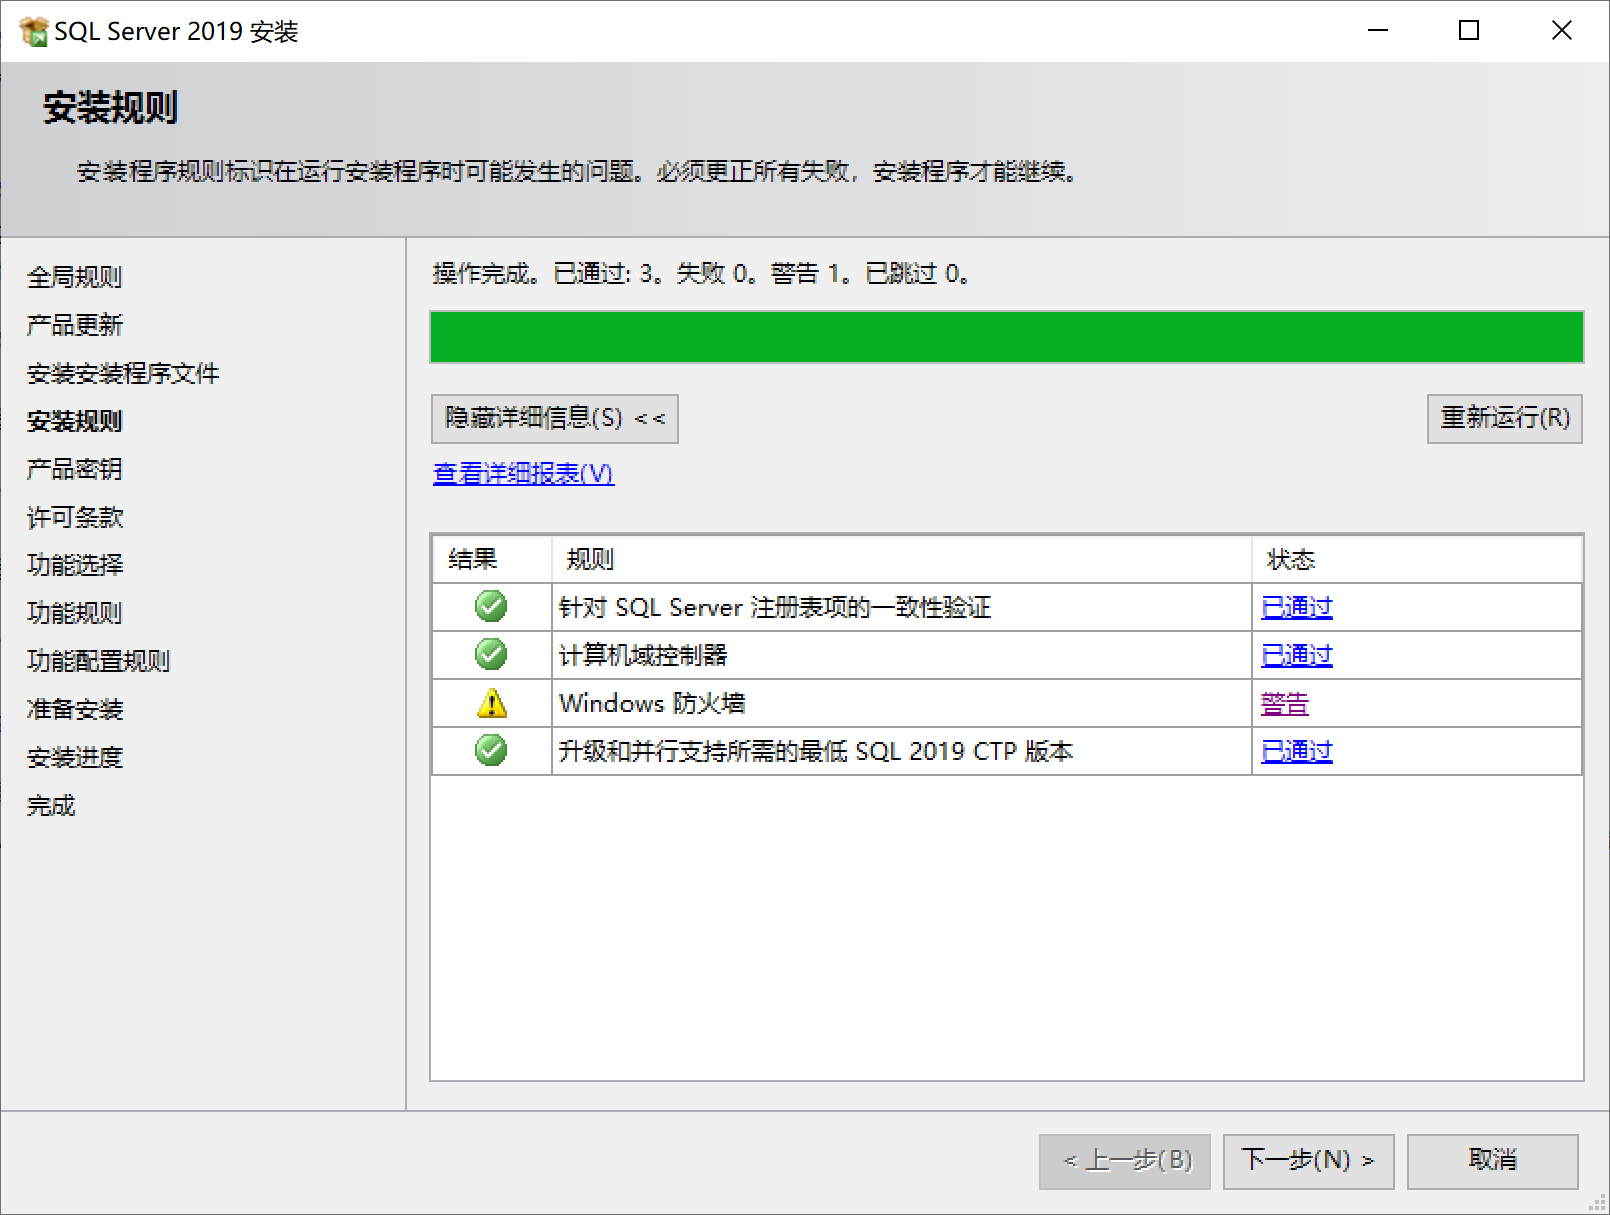 SQL Server 2019 安装
安装规则
安装程序规则标识在运行安装程序时可能发生的问题。必须更正所有失败，安装程序才能继续。
全局规则
产品更新
安装安装程序文件
安装规则
产品密钥
许可条款
功能选择
功能规则
功能配置规则
准备安装
安装进度
完成
操作完成。已通过: 3。失败 0。警告 1。已跳过 0。
隐藏详细信息(S) <<
重新运行(R)
查看详细报表(V)
结果 规则 状态
针对 SQL Server 注册表项的一致性验证 已通过
计算机域控制器 已通过
Windows 防火墙 警告
升级和并行支持所需的最低 SQL 2019 CTP 版本 已通过
< 上一步(B) 下一步(N) > 取消